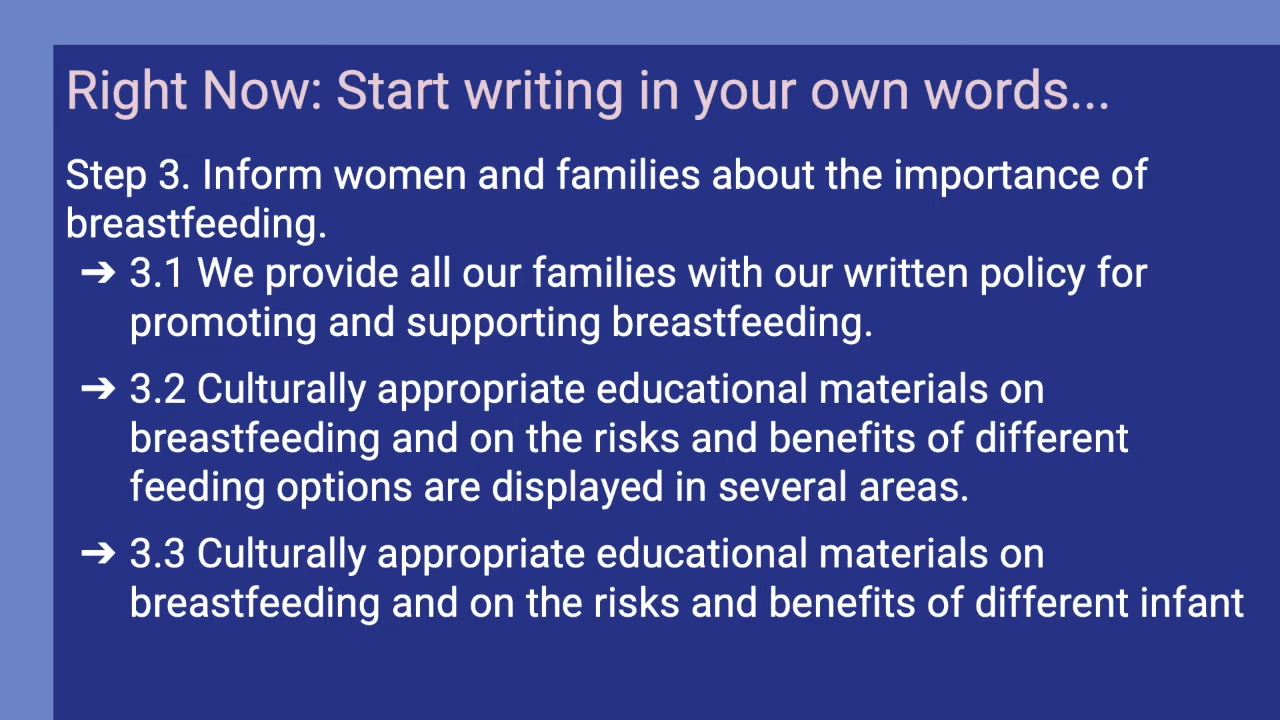 Right Now: Start writing in your own words...
Step 3. Inform women and families about the importance of
breastfeeding.
➔ 3.1 We provide all our families with our written policy for
promoting and supporting breastfeeding.
➔ 3.2 Culturally appropriate educational materials on
breastfeeding and on the risks and benefits of different
feeding options are displayed in several areas.
➔ 3.3 Culturally appropriate educational materials on
breastfeeding and on the risks and benefits of different infant